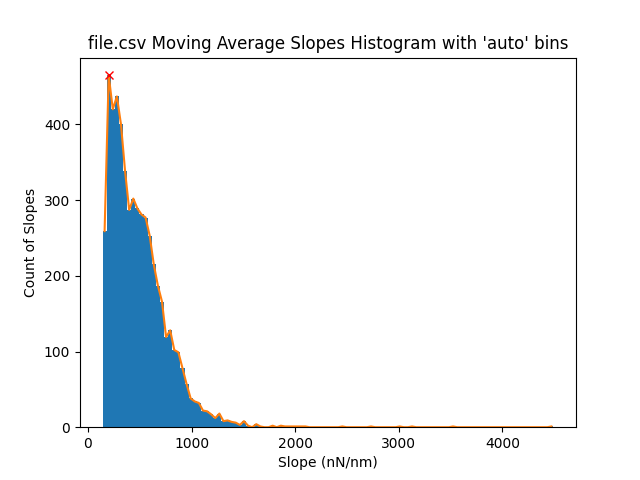 file.csv Moving Average Slopes Histogram with 'auto' bins
400
300
200
100
0
Count of Slopes
0 1000 2000 3000 4000
Slope (nN/nm)